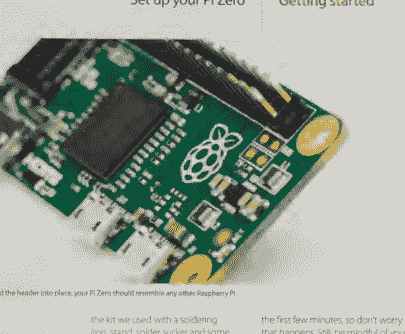 Set up your Pi Zero
Getting started
d the header into place, your Pi Zero should resemble any other Raspberry Pi
the kit we used with a soldering
iron, stand, solder sucker and some
the first few minutes, so don't worry
that happens. Still, be mindful of your